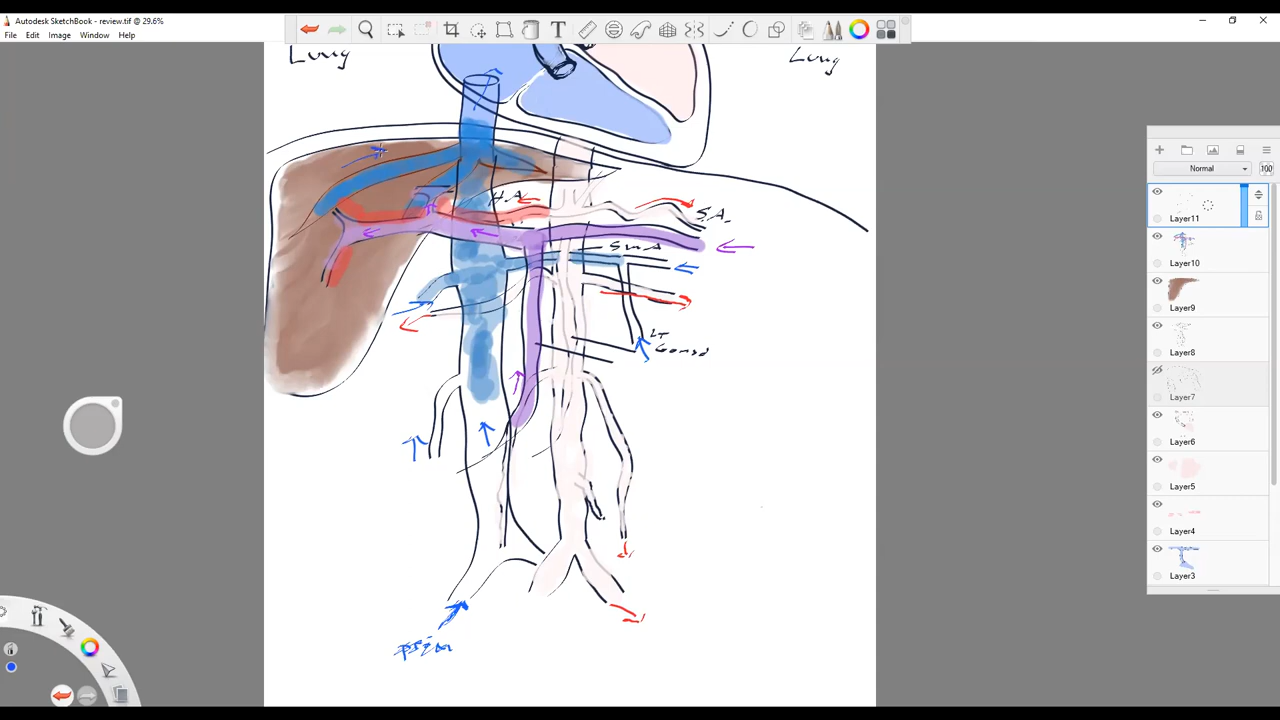 Autodesk SketchBook - review.tif @ 29.6%
File Edit Image Window Help
T
Lung
Lung
Normal
100
Layer11
Layer10
Layer9
Layer8
Layer7
Layer6
Layer5
Layer4
Layer3
H.A
S.A.
SMA
LT
Gonad